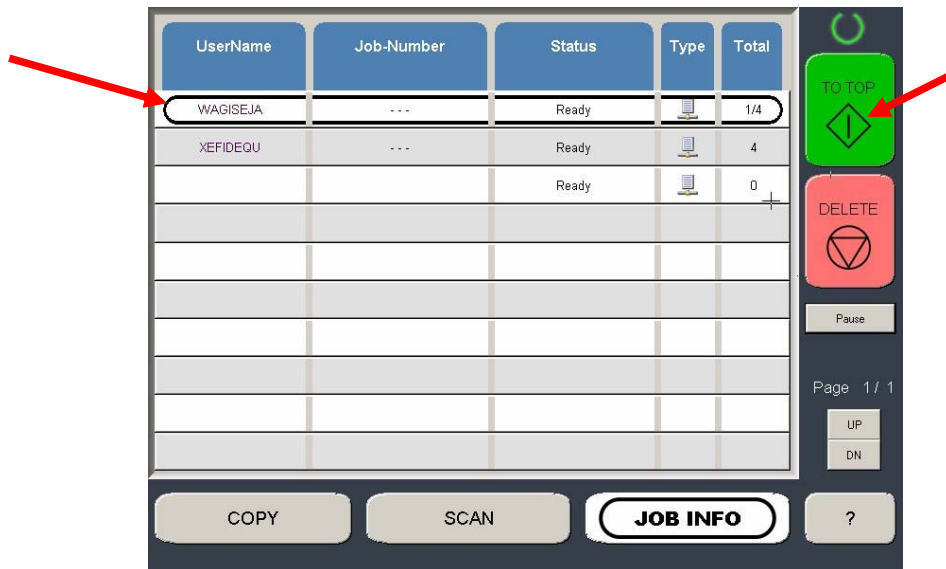 UserName Job-Number Status Type Total
WAGISEJA --- Ready 1/4
XEFIDEQU --- Ready 4
Ready 0
TO TOP
DELETE
Pause
Page 1/ 1
UP
DN
COPY SCAN JOB INFO ?